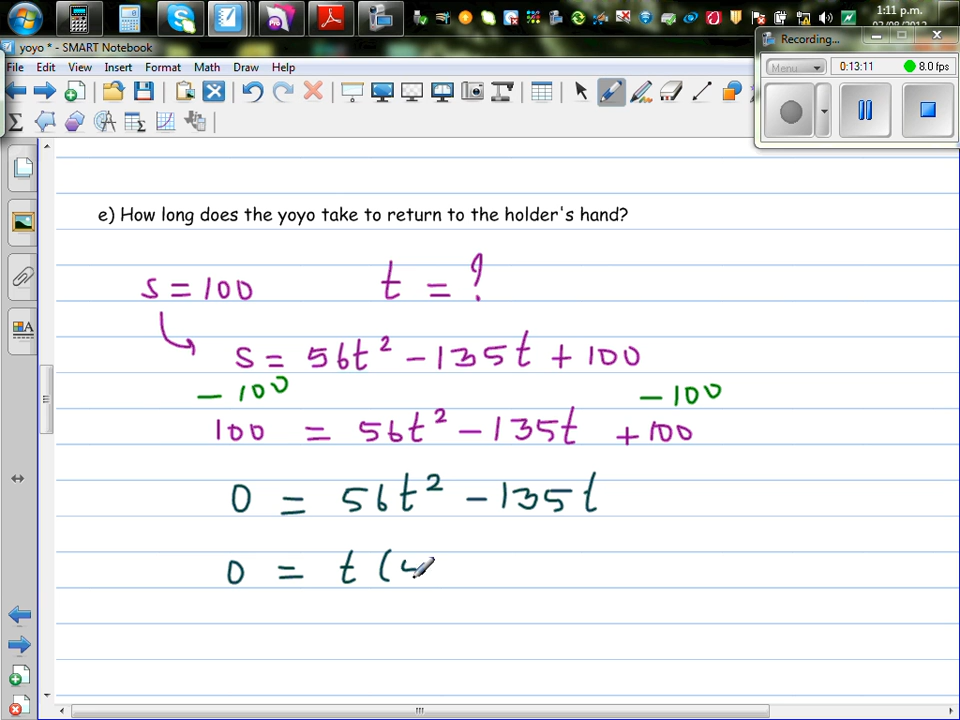 1:11 p.m.
yoyo * - SMART Notebook
Recording...
File Edit View Insert Format Math Draw Help
Menu 0:13:11 8.0 fps
e) How long does the yoyo take to return to the holder's hand?
s = 100 t = ?
s = 56t² - 135t + 100
- 100 - 100
100 = 56t² - 135t + 100
0 = 56t² - 135t
0 = t (